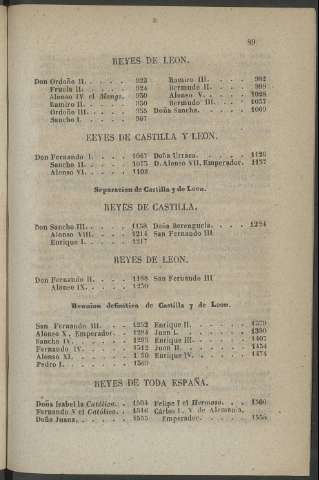 89
REYES DE LEON.
Don Ordoño II. . . . . 923
Fruela II. . . . . 924
Alonso IV. el Monge. 930
Ramiro II. . . . . 950
Ordoño III. . . . . 955
Sancho I. . . . . 967
Ramiro III. . . . . 982
Bermudo II. . . . . 999
Alonso V. . . . . 1028
Bermudo III. . . . . 1037
Doña Sancha. . . . . 1069
REYES DE CASTILLA Y LEON.
Don Fernando I. . . . . 1067
Sancho II. . . . . 1073
Alonso VI. . . . . 1108
Doña Urraca. . . . . 1126
D. Alonso VII. Emperador. 1157
Separacion de Castilla y de Leon.
REYES DE CASTILLA.
Don Sancho III. . . . . 1158
Alonso VIII. . . . . 1214
Enrique I. . . . . 1217
Doña Berenguela. . . . . 1224
San Fernando III
REYES DE LEON.
Don Fernando II. . . . . 1188
Alonso IX. . . . . 1230
San Fernando III
Reunion definitiva de Castilla y de Leon.
San Fernando III. . . . 1252
Alonso X. Emperador. . 1284
Sancho IV. . . . . 1295
Fernando IV. . . . . 1312
Alonso XI. . . . . 1350
Pedro I. . . . . 1369
Enrique II. . . . . 1379
Juan I. . . . . 1390
Enrique III. . . . . 1407
Juan II. . . . . 1454
Enrique IV. . . . . 1474
REYES DE TODA ESPAÑA.
Doña Isabel la Católica. . 1504
Fernando V el Católico. . 1516
Doña Juana. . . . . 1555
Felipe I el Hermoso. . . 1506
Cárlos I, V de Alemania,
Emperador. . . . . 1558